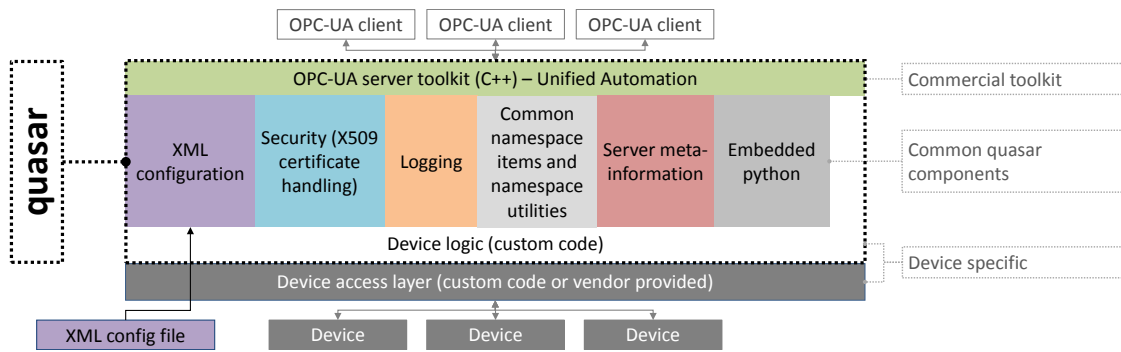 OPC-UA client OPC-UA client OPC-UA client
quasar
OPC-UA server toolkit (C++) – Unified Automation
Commercial toolkit
XML
configuration
Security (X509
certificate
handling)
Logging
Common
namespace
items and
namespace
utilities
Server meta-
information
Embedded
python
Common quasar
components
Device logic (custom code)
Device specific
Device access layer (custom code or vendor provided)
XML config file
Device Device Device